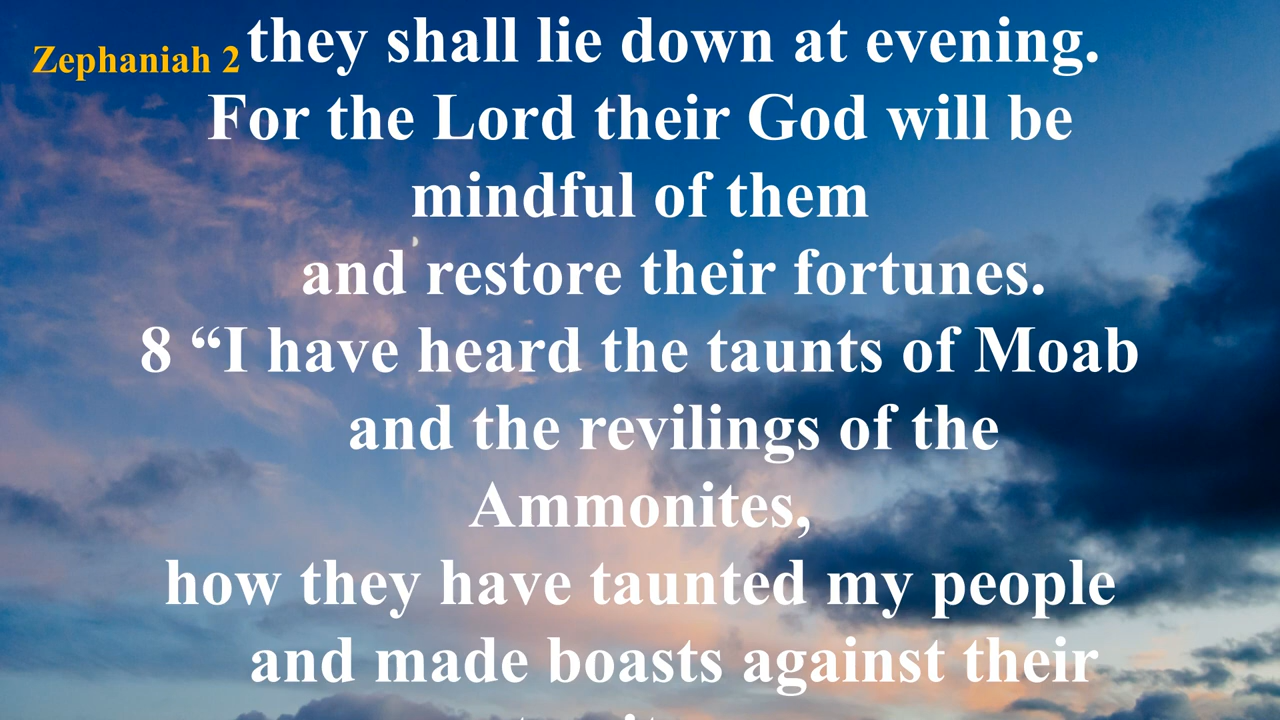 Zephaniah 2
they shall lie down at evening.
For the Lord their God will be
mindful of them
and restore their fortunes.
8 “I have heard the taunts of Moab
and the revilings of the
Ammonites,
how they have taunted my people
and made boasts against their